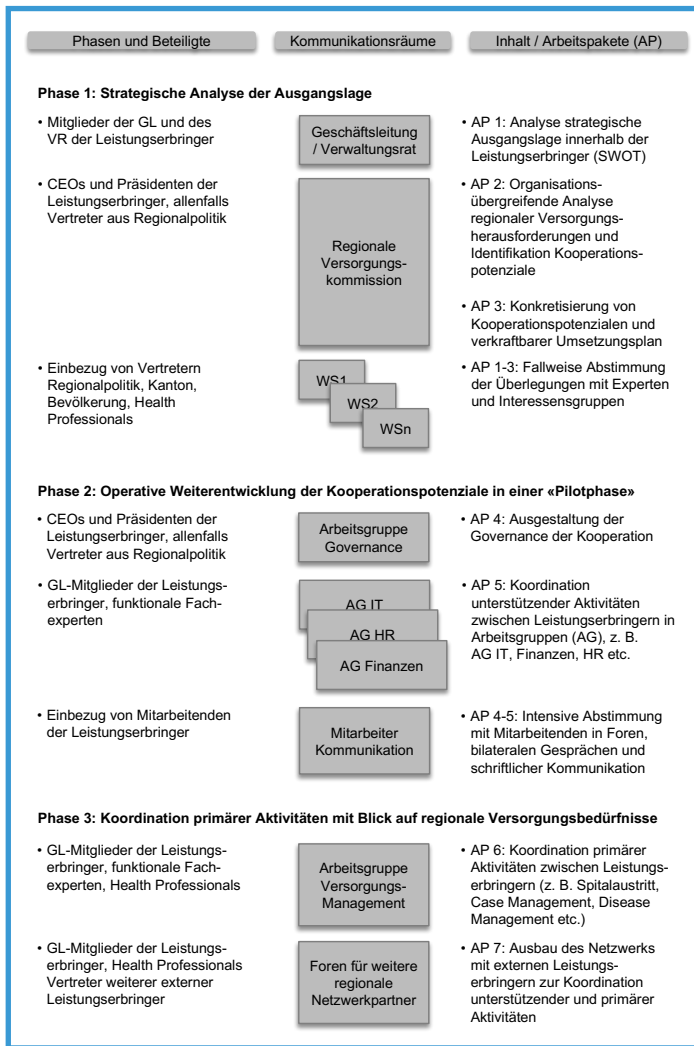 Phasen und Beteiligte
Kommunikationsräume
Inhalt / Arbeitspakete (AP)
Phase 1: Strategische Analyse der Ausgangslage
• Mitglieder der GL und des
VR der Leistungserbringer
Geschäftsleitung
/ Verwaltungsrat
• AP 1: Analyse strategische
Ausgangslage innerhalb der
Leistungserbringer (SWOT)
• CEOs und Präsidenten der
Leistungserbringer, allenfalls
Vertreter aus Regionalpolitik
Regionale
Versorgungs-
kommission
• AP 2: Organisations-
übergreifende Analyse
regionaler Versorgungs-
herausforderungen und
Identifikation Kooperations-
potenziale
• AP 3: Konkretisierung von
Kooperationspotenzialen und
verkraftbarer Umsetzungsplan
• Einbezug von Vertretern
Regionalpolitik, Kanton,
Bevölkerung, Health
Professionals
WS1
WS2
WSn
• AP 1-3: Fallweise Abstimmung
der Überlegungen mit Experten
und Interessensgruppen
Phase 2: Operative Weiterentwicklung der Kooperationspotenziale in einer «Pilotphase»
• CEOs und Präsidenten der
Leistungserbringer, allenfalls
Vertreter aus Regionalpolitik
Arbeitsgruppe
Governance
• AP 4: Ausgestaltung der
Governance der Kooperation
• GL-Mitglieder der Leistungs-
erbringer, funktionale Fach-
experten
AG IT
AG HR
AG Finanzen
• AP 5: Koordination
unterstützender Aktivitäten
zwischen Leistungserbringern in
Arbeitsgruppen (AG), z. B.
AG IT, Finanzen, HR etc.
• Einbezug von Mitarbeitenden
der Leistungserbringer
Mitarbeiter
Kommunikation
• AP 4-5: Intensive Abstimmung
mit Mitarbeitenden in Foren,
bilateralen Gesprächen und
schriftlicher Kommunikation
Phase 3: Koordination primärer Aktivitäten mit Blick auf regionale Versorgungsbedürfnisse
• GL-Mitglieder der Leistungs-
erbringer, funktionale Fach-
experten, Health Professionals
Arbeitsgruppe
Versorgungs-
Management
• AP 6: Koordination primärer
Aktivitäten zwischen Leistungs-
erbringern (z. B. Spitalaustritt,
Case Management, Disease
Management etc.)
• GL-Mitglieder der Leistungs-
erbringer, Health Professionals
Vertreter weiterer externer
Leistungserbringer
Foren für weitere
regionale
Netzwerkpartner
• AP 7: Ausbau des Netzwerks
mit externen Leistungs-
erbringern zur Koordination
unterstützender und primärer
Aktivitäten